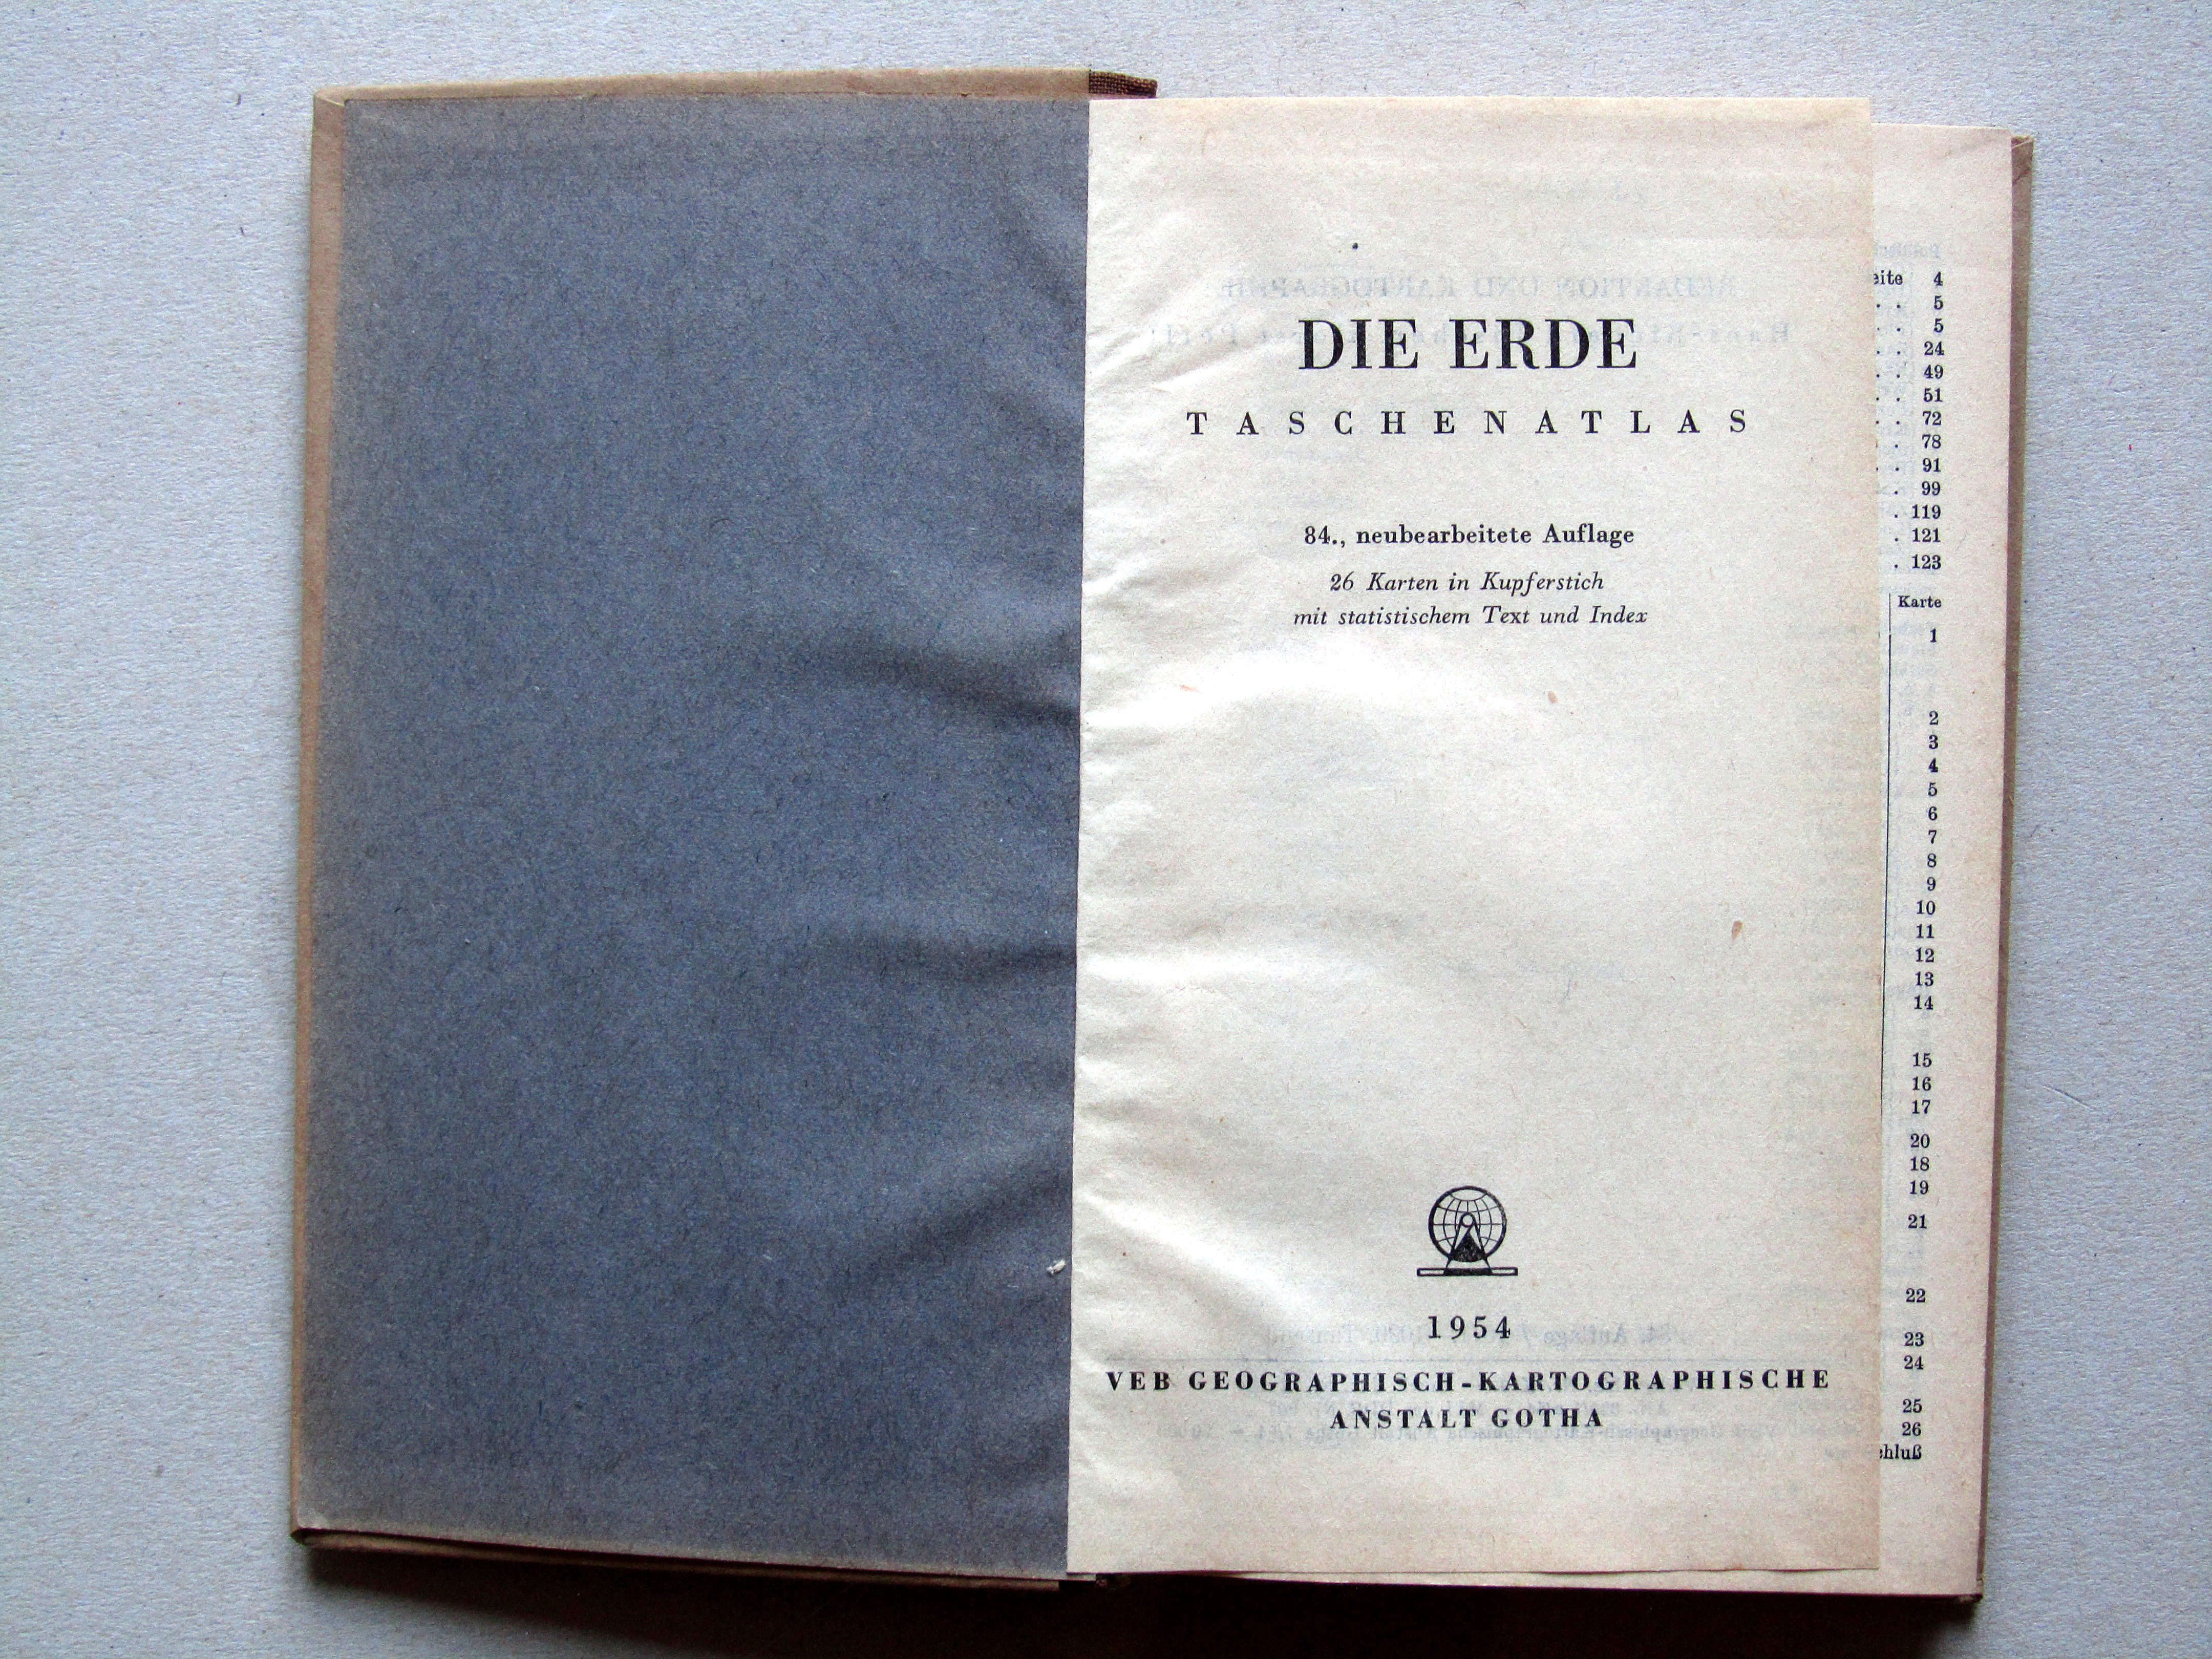 DIE ERDE
TASCHENATLAS
84., neubearbeitete Auflage
26 Karten in Kupferstich
mit statistischem Text und Index
1954
VEB GEOGRAPHISCH-KARTOGRAPHISCHE
ANSTALT GOTHA
eite 4
. . 5
. . 5
. . 24
. . 49
. . 51
. . 72
. 78
. . 91
. 99
. 119
. 121
. 123
Karte
1
2
3
4
5
6
7
8
9
10
11
12
13
14
15
16
17
20
18
19
21
22
23
24
25
26
chluß